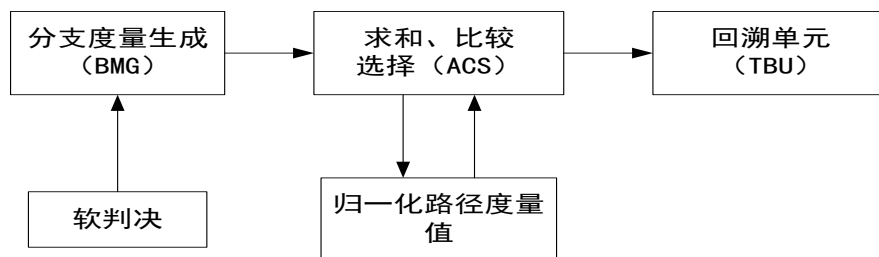 分支度量生成
（BMG）
求和、比较
选择（ACS）
回溯单元
（TBU）
软判决
归一化路径度量
值